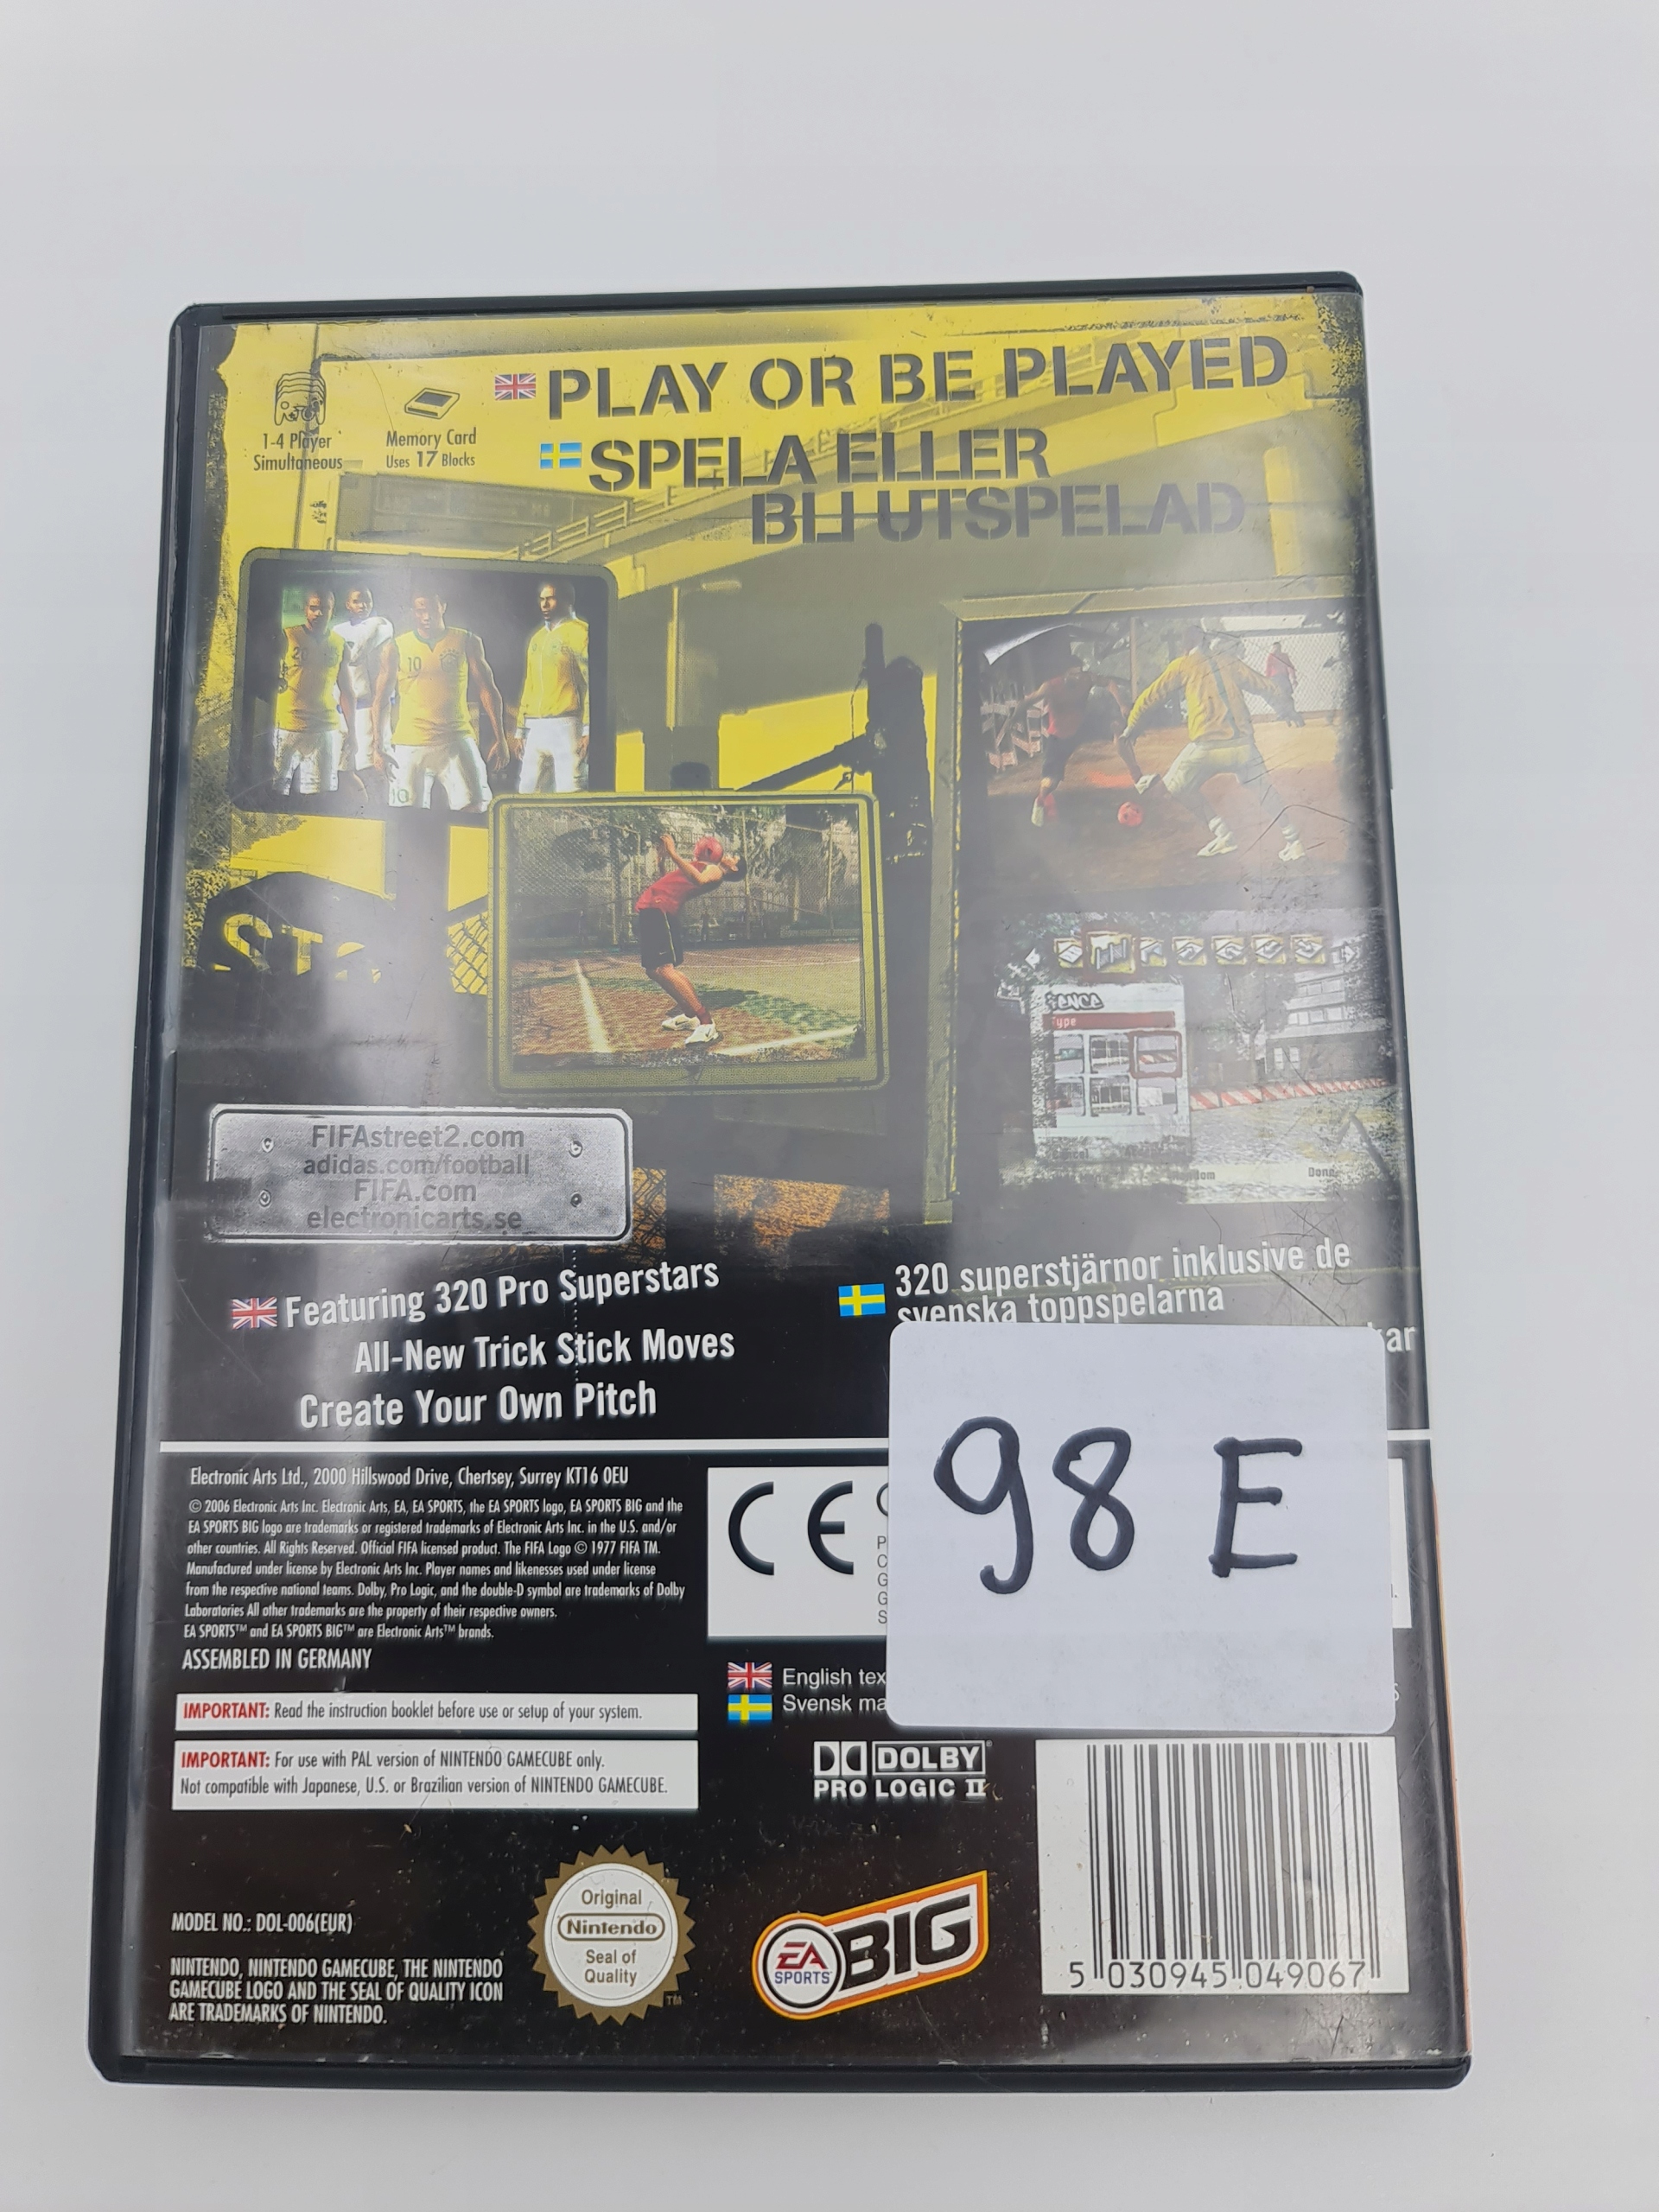 1-4 Player
Simultaneous
Memory Card
Uses 17 Blocks
PLAY OR BE PLAYED
SPELA ELLER
BLI UTSPELAD
10
10
FENCE
Type
Done
FIFAstreet2.com
adidas.com/football
FIFA.com
electronicarts.se
Featuring 320 Pro Superstars
All-New Trick Stick Moves
Create Your Own Pitch
320 superstjärnor inklusive de
svenska toppspelarna
kar
98 E
Electronic Arts Ltd., 2000 Hillswood Drive, Chertsey, Surrey KT16 0EU
© 2006 Electronic Arts Inc. Electronic Arts, EA, EA SPORTS, the EA SPORTS logo, EA SPORTS BIG and the
EA SPORTS BIG logo are trademarks or registered trademarks of Electronic Arts Inc. in the U.S. and/or
other countries. All Rights Reserved. Official FIFA licensed product. The FIFA Logo © 1977 FIFA TM.
Manufactured under license by Electronic Arts Inc. Player names and likenesses used under license
from the respective national teams. Dolby, Pro Logic, and the double-D symbol are trademarks of Dolby
Laboratories All other trademarks are the property of their respective owners.
EA SPORTS™ and EA SPORTS BIG™ are Electronic Arts™ brands.
ASSEMBLED IN GERMANY
CE
P
C
G
G
S
English tex
Svensk ma
IMPORTANT: Read the instruction booklet before use or setup of your system.
IMPORTANT: For use with PAL version of NINTENDO GAMECUBE only.
Not compatible with Japanese, U.S. or Brazilian version of NINTENDO GAMECUBE.
DOLBY®
PRO LOGIC II
MODEL NO.: DOL-006(EUR)
NINTENDO, NINTENDO GAMECUBE, THE NINTENDO
GAMECUBE LOGO AND THE SEAL OF QUALITY ICON
ARE TRADEMARKS OF NINTENDO.
Original
Nintendo
Seal of
Quality
TM
EA
SPORTS
BIG
5 030945 049067